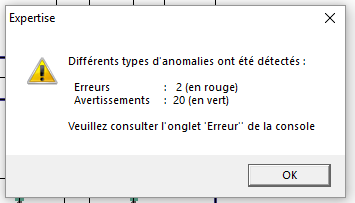 Expertise
Différents types d'anomalies ont été détectés :
Erreurs : 2 (en rouge)
Avertissements : 20 (en vert)
Veuillez consulter l'onglet 'Erreur'' de la console
OK